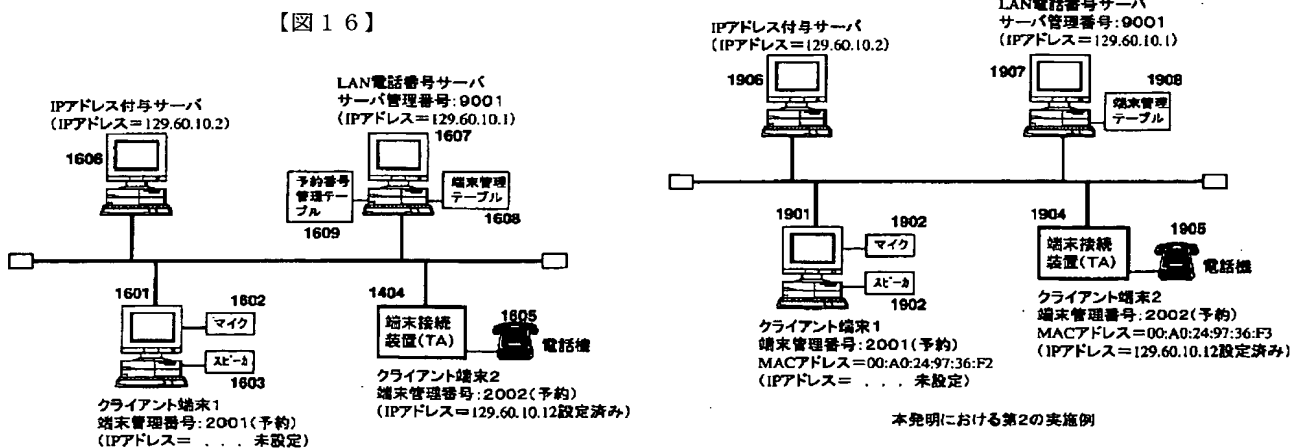 【図16】
IPアドレス付与サーバ
(IPアドレス=129.60.10.2)
1606
LAN電話番号サーバ
サーバ管理番号:9001
(IPアドレス=129.60.10.1)
1607
予約番号
管理テー
ブル
1609
端末管理
テーブル
1608
1601
1602
マイク
スピーカ
1603
クライアント端末1
端末管理番号:2001(予約)
(IPアドレス= . . . 未設定)
1404
端末接続
装置(TA)
1605
電話機
クライアント端末2
端末管理番号:2002(予約)
(IPアドレス=129.60.10.12設定済み)
IPアドレス付与サーバ
(IPアドレス=129.60.10.2)
1906
LAN電話番号サーバ
サーバ管理番号:9001
(IPアドレス=129.60.10.1)
1907
1908
端末管理
テーブル
1901
1902
マイク
スピーカ
1902
クライアント端末1
端末管理番号:2001(予約)
MACアドレス=00:A0:24:97:36:F2
(IPアドレス= . . . 未設定)
1904
端末接続
装置(TA)
1905
電話機
クライアント端末2
端末管理番号:2002(予約)
MACアドレス=00:A0:24:97:36:F3
(IPアドレス=129.60.10.12設定済み)
本発明における第2の実施例